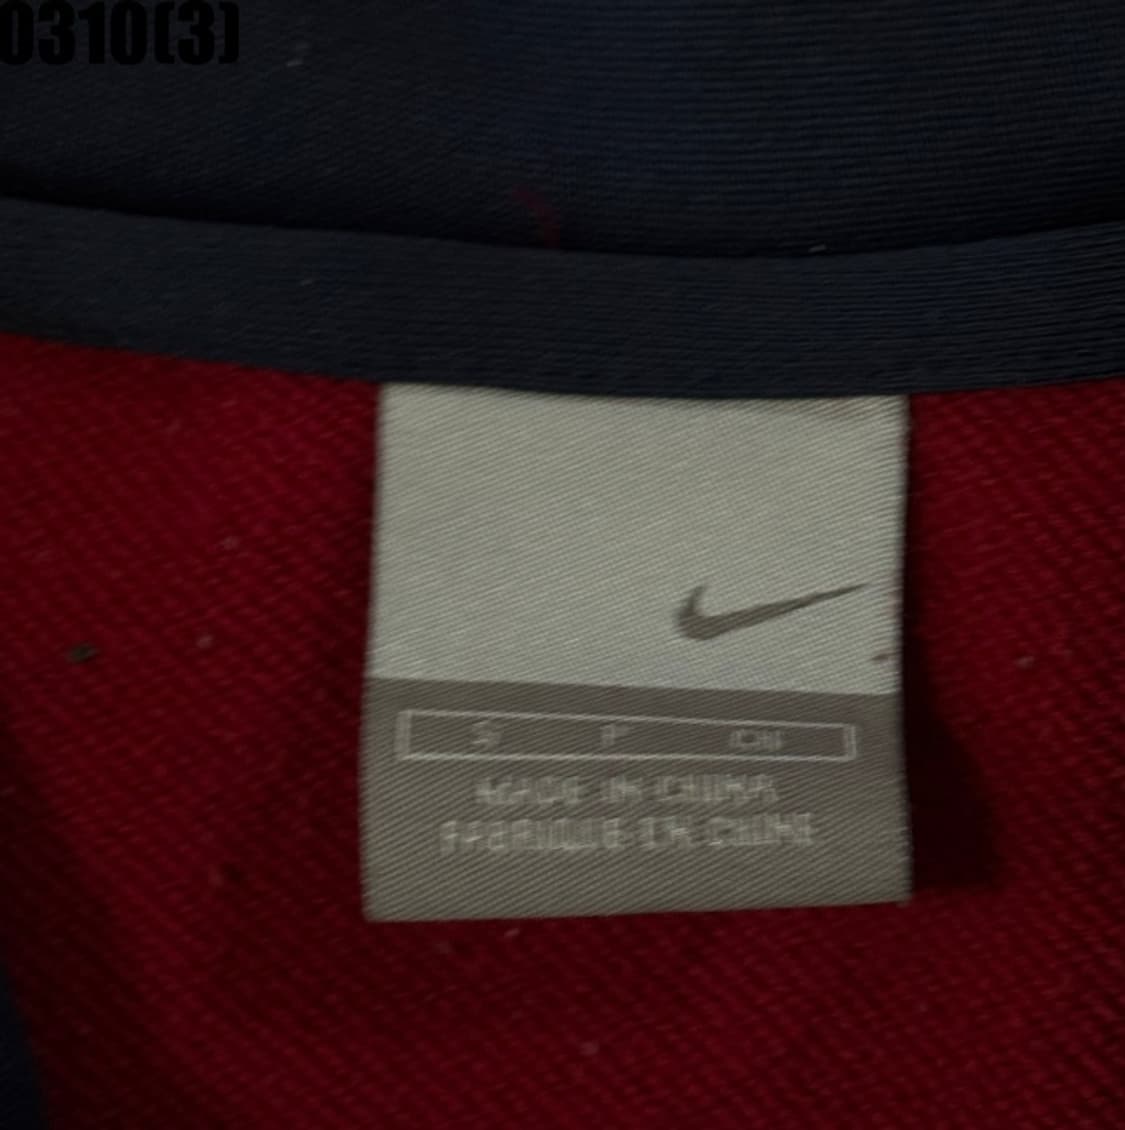 0310(3)
S P CH
MADE IN CHINA
FABRIQUE EN CHINE